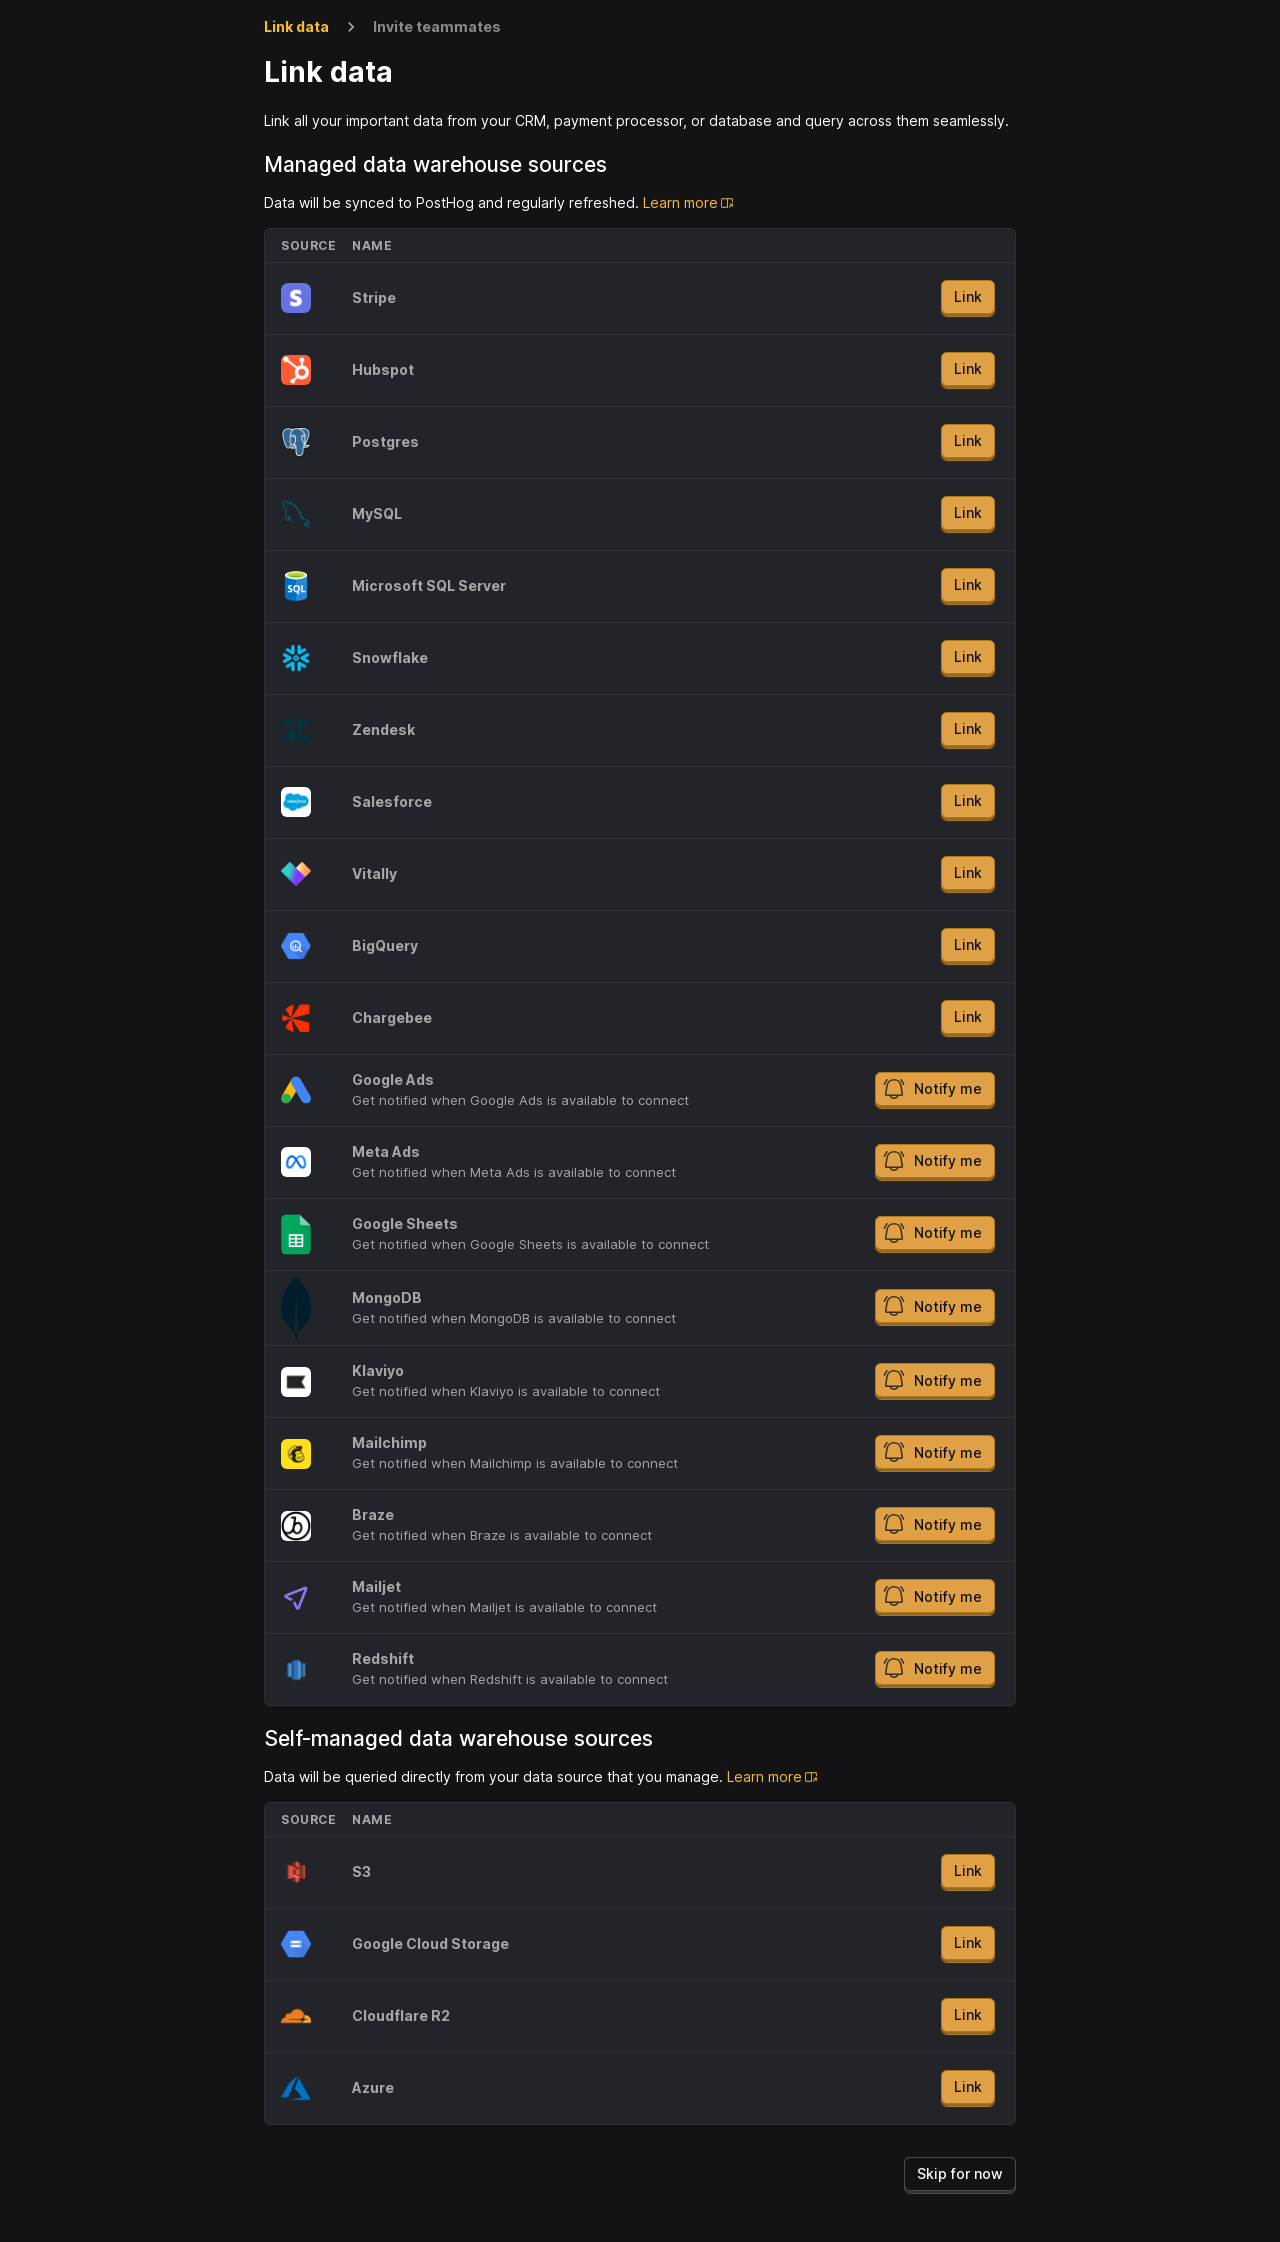 Link data
Invite teammates
Link data
Link all your important data from your CRM, payment processor, or database and query across them seamlessly.
Managed data warehouse sources
Data will be synced to PostHog and regularly refreshed. Learn more
SOURCE NAME
Stripe Link
Hubspot Link
Postgres Link
MySQL Link
SQL Microsoft SQL Server Link
Snowflake Link
Zendesk Link
salesforce Salesforce Link
Vitally Link
BigQuery Link
Chargebee Link
Google Ads
Get notified when Google Ads is available to connect
Notify me
Meta Ads
Get notified when Meta Ads is available to connect
Notify me
Google Sheets
Get notified when Google Sheets is available to connect
Notify me
MongoDB
Get notified when MongoDB is available to connect
Notify me
Klaviyo
Get notified when Klaviyo is available to connect
Notify me
Mailchimp
Get notified when Mailchimp is available to connect
Notify me
Braze
Get notified when Braze is available to connect
Notify me
Mailjet
Get notified when Mailjet is available to connect
Notify me
Redshift
Get notified when Redshift is available to connect
Notify me
Self-managed data warehouse sources
Data will be queried directly from your data source that you manage. Learn more
SOURCE NAME
S3 Link
Google Cloud Storage Link
Cloudflare R2 Link
Azure Link
Skip for now